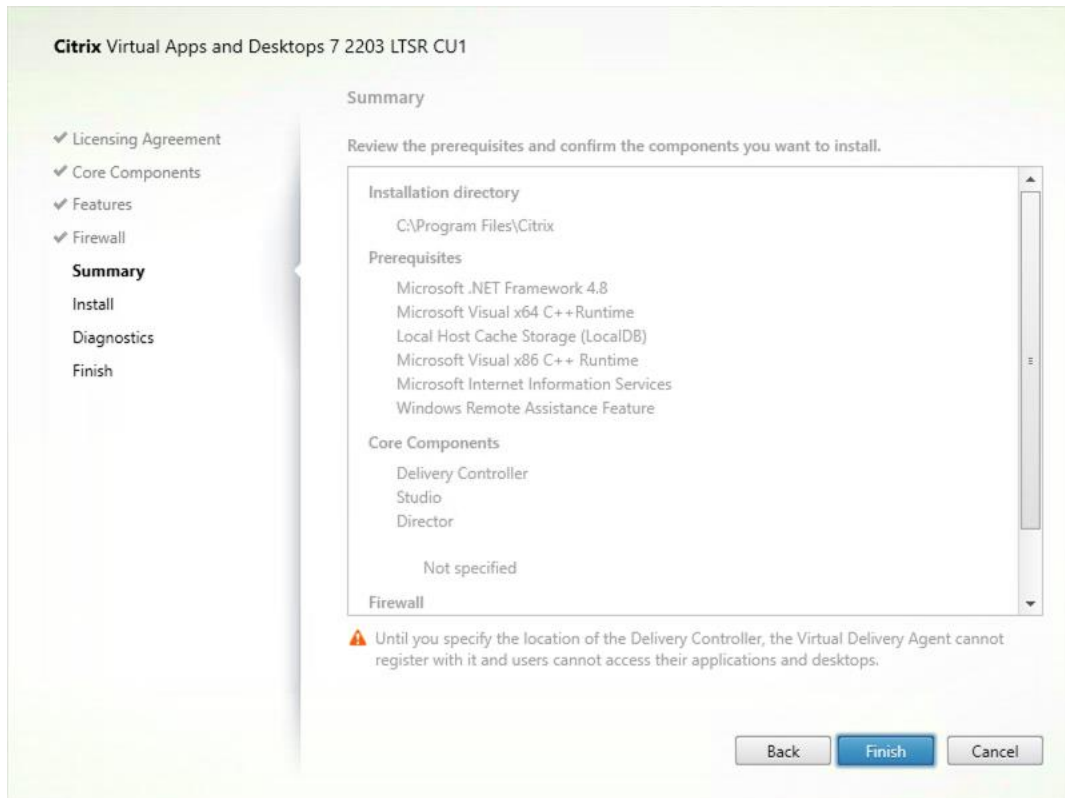 Citrix Virtual Apps and Desktops 7 2203 LTSR CU1
Summary
Licensing Agreement
Core Components
Features
Firewall
Summary
Install
Diagnostics
Finish
Review the prerequisites and confirm the components you want to install.
Installation directory
C:\Program Files\Citrix
Prerequisites
Microsoft .NET Framework 4.8
Microsoft Visual x64 C++Runtime
Local Host Cache Storage (LocalDB)
Microsoft Visual x86 C++ Runtime
Microsoft Internet Information Services
Windows Remote Assistance Feature
Core Components
Delivery Controller
Studio
Director
Not specified
Firewall
Until you specify the location of the Delivery Controller, the Virtual Delivery Agent cannot
register with it and users cannot access their applications and desktops.
Back Finish Cancel